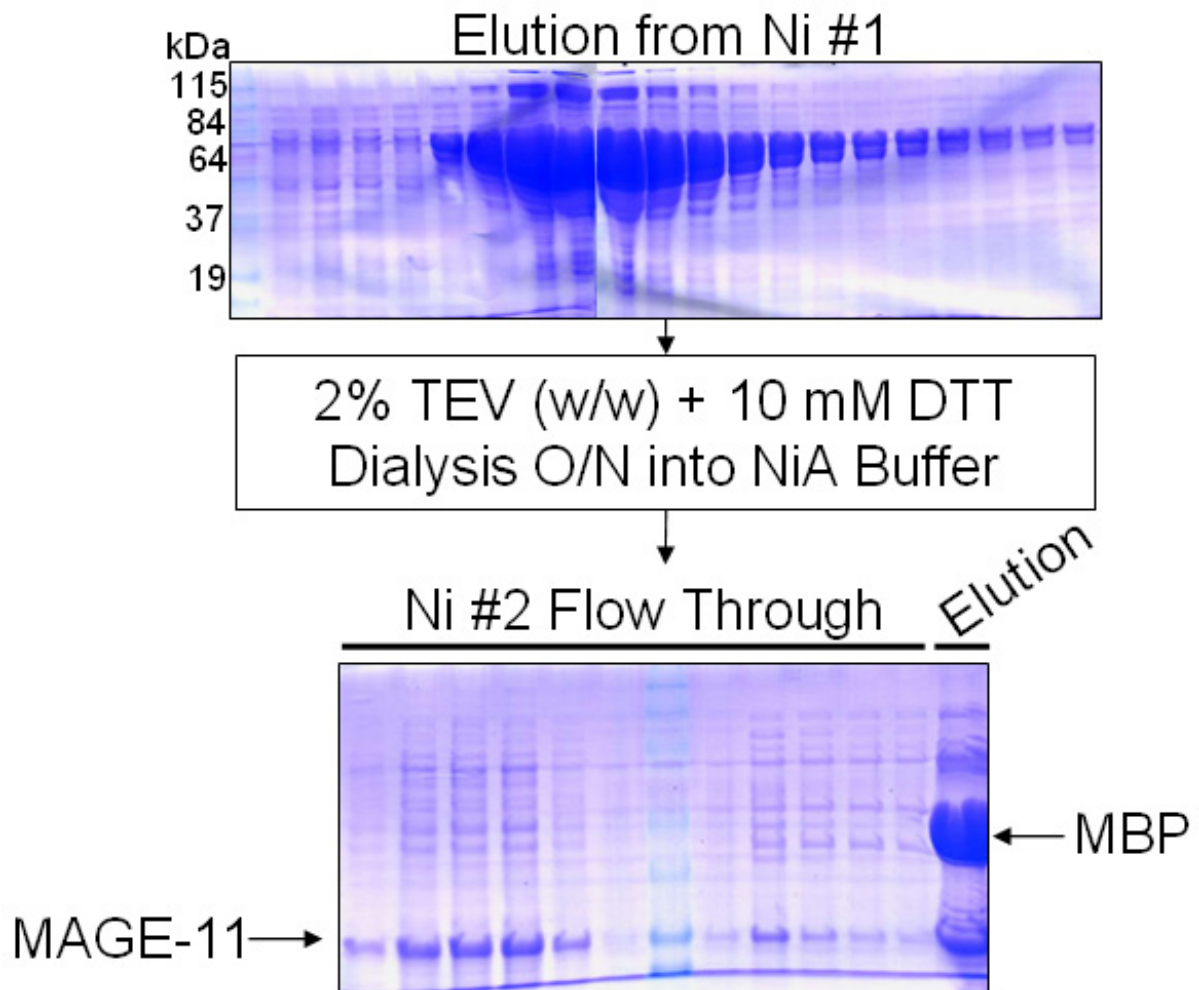 Elution from Ni #1
kDa
115
84
64
37
19
2% TEV (w/w) + 10 mM DTT
Dialysis O/N into NiA Buffer
Ni #2 Flow Through
Elution
MBP
MAGE-11